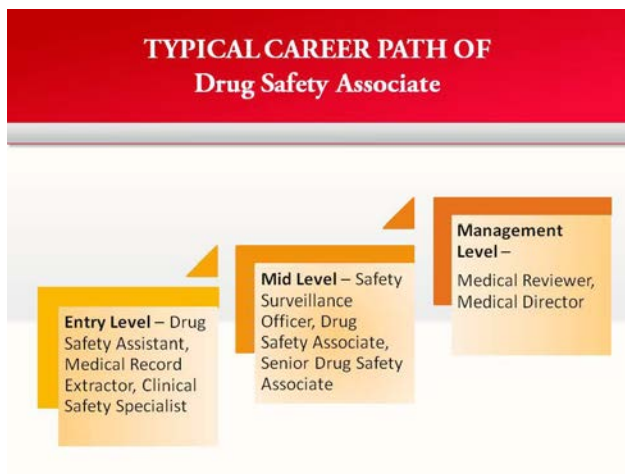 TYPICAL CAREER PATH OF
Drug Safety Associate
Entry Level – Drug
Safety Assistant,
Medical Record
Extractor, Clinical
Safety Specialist
Mid Level – Safety
Surveillance
Officer, Drug
Safety Associate,
Senior Drug Safety
Associate
Management
Level –
Medical Reviewer,
Medical Director